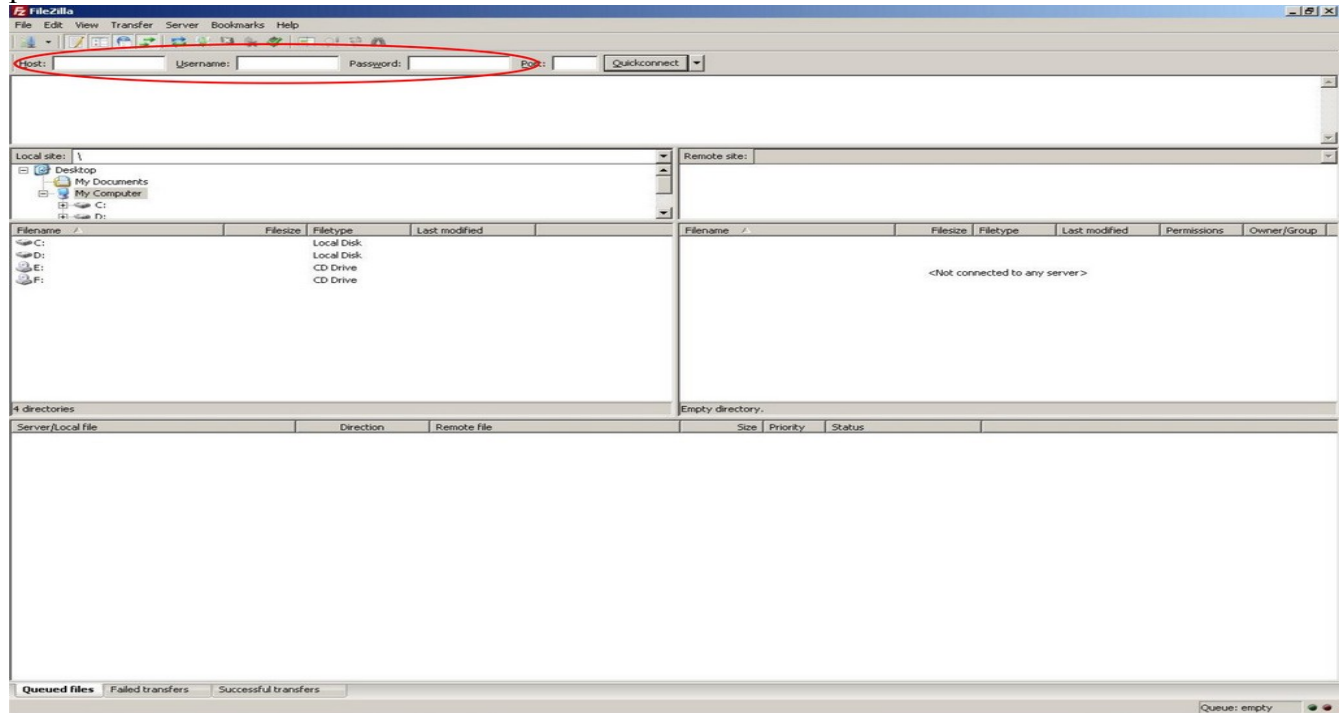 FileZilla
File Edit View Transfer Server Bookmarks Help
Host: Username: Password: Port: Quickconnect
Local site: \ Remote site:
Desktop
My Documents
My Computer
C:
D:
Filename Filesize Filetype Last modified Filename Filesize Filetype Last modified Permissions Owner/Group
C: Local Disk
D: Local Disk
E: CD Drive
F: CD Drive
<Not connected to any server>
4 directories Empty directory.
Server/Local file Direction Remote file Size Priority Status
Queued files Failed transfers Successful transfers
Queue: empty